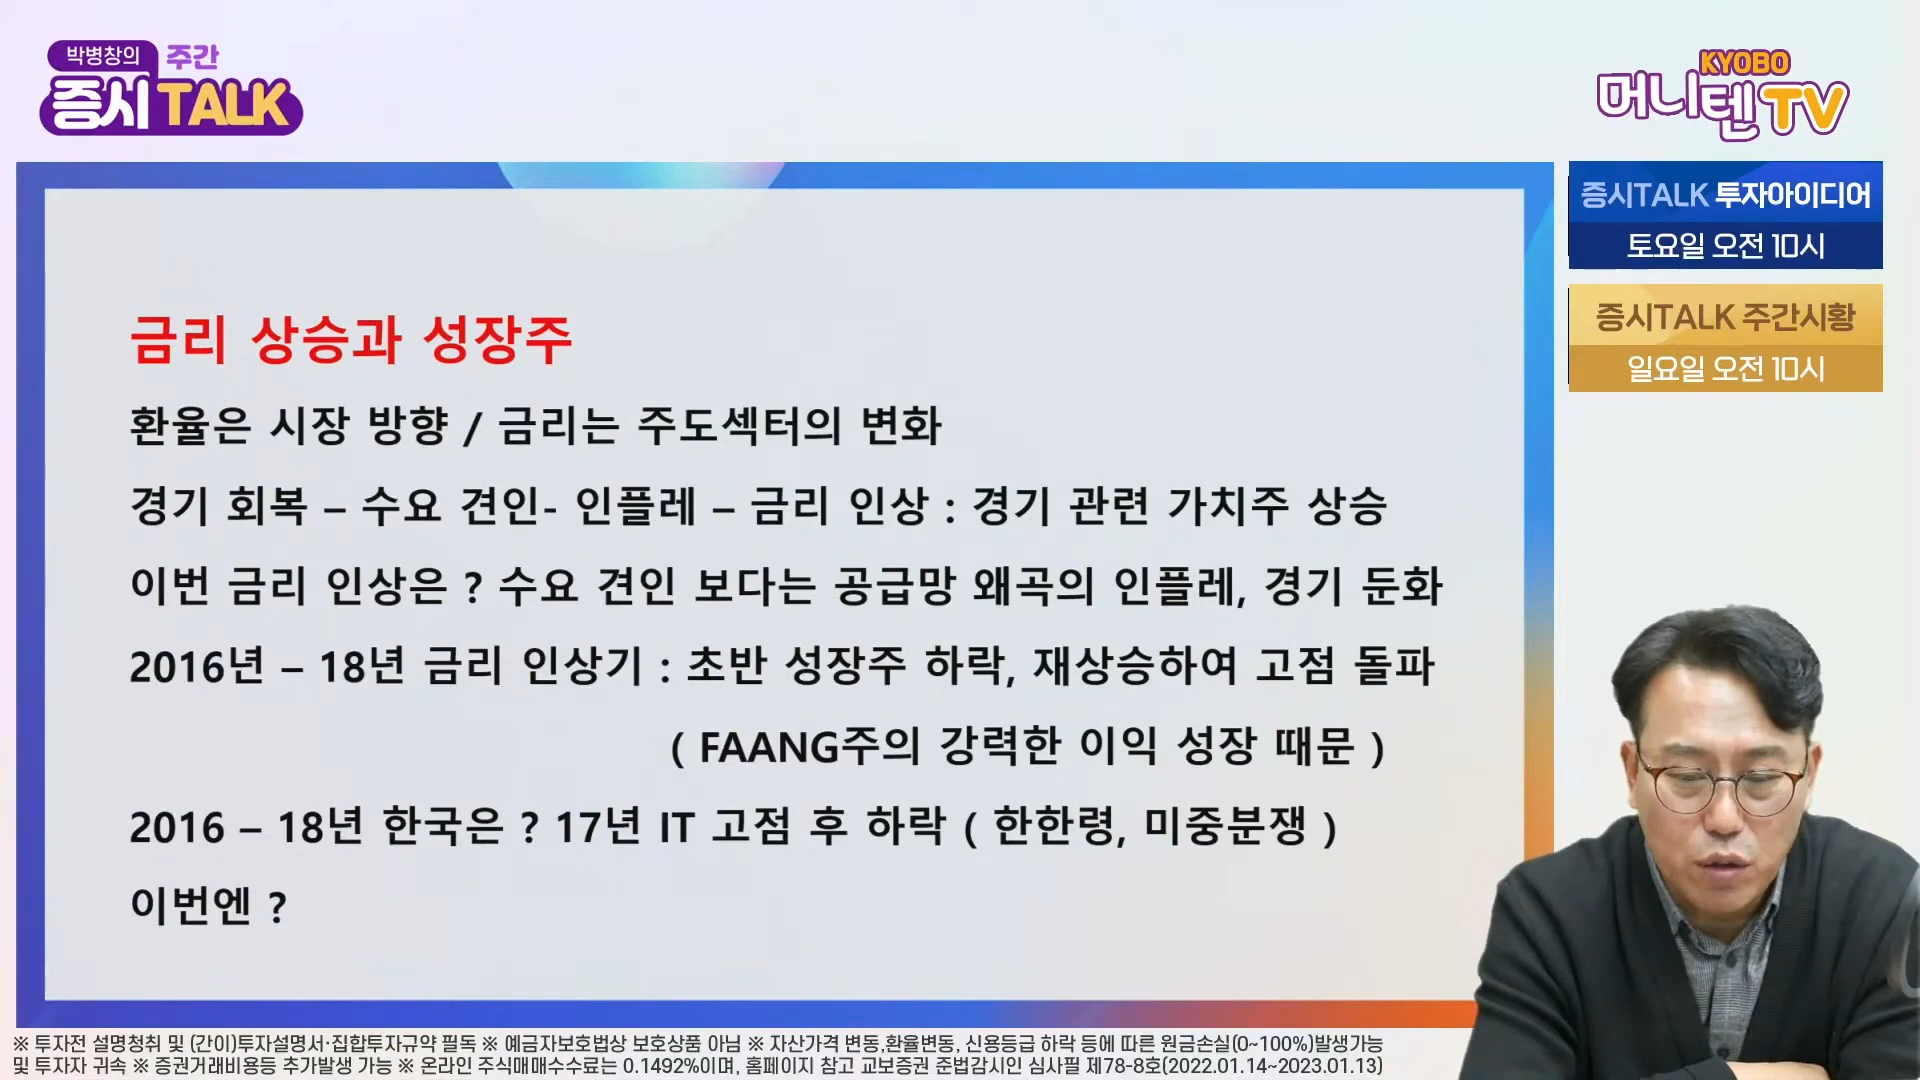 박병창의 주간
증시 TALK
KYOBO
머니텐 TV
증시TALK 투자아이디어
토요일 오전 10시
증시TALK 주간시황
일요일 오전 10시
금리 상승과 성장주
환율은 시장 방향 / 금리는 주도섹터의 변화
경기 회복 – 수요 견인- 인플레 – 금리 인상 : 경기 관련 가치주 상승
이번 금리 인상은 ? 수요 견인 보다는 공급망 왜곡의 인플레, 경기 둔화
2016년 – 18년 금리 인상기 : 초반 성장주 하락, 재상승하여 고점 돌파
( FAANG주의 강력한 이익 성장 때문 )
2016 – 18년 한국은 ? 17년 IT 고점 후 하락 ( 한한령, 미중분쟁 )
이번엔 ?
※ 투자전 설명청취 및 (간이)투자설명서·집합투자규약 필독 ※ 예금자보호법상 보호상품 아님 ※ 자산가격 변동,환율변동, 신용등급 하락 등에 따른 원금손실(0~100%)발생가능
및 투자자 귀속 ※ 증권거래비용등 추가발생 가능 ※ 온라인 주식매매수수료는 0.1492%이며, 홈페이지 참고 교보증권 준법감시인 심사필 제78-8호(2022.01.14~2023.01.13)